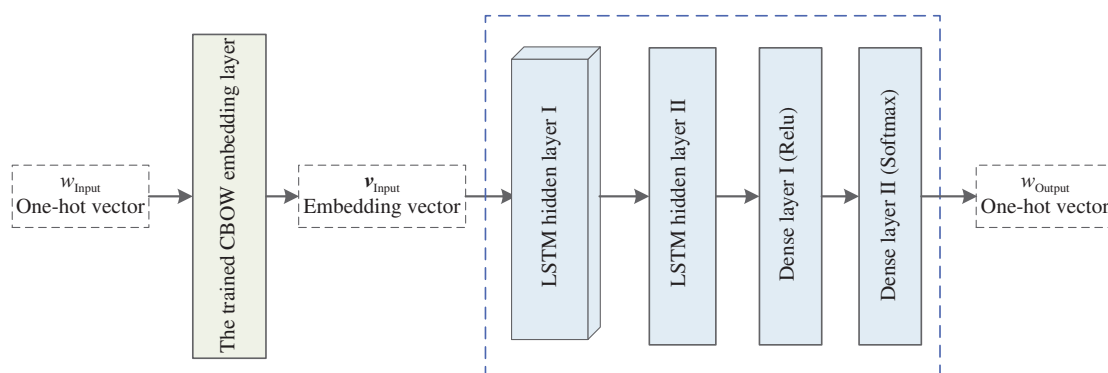 w_Input
One-hot vector
The trained CBOW embedding layer
v_Input
Embedding vector
LSTM hidden layer I
LSTM hidden layer II
Dense layer I (Relu)
Dense layer II (Softmax)
w_Output
One-hot vector